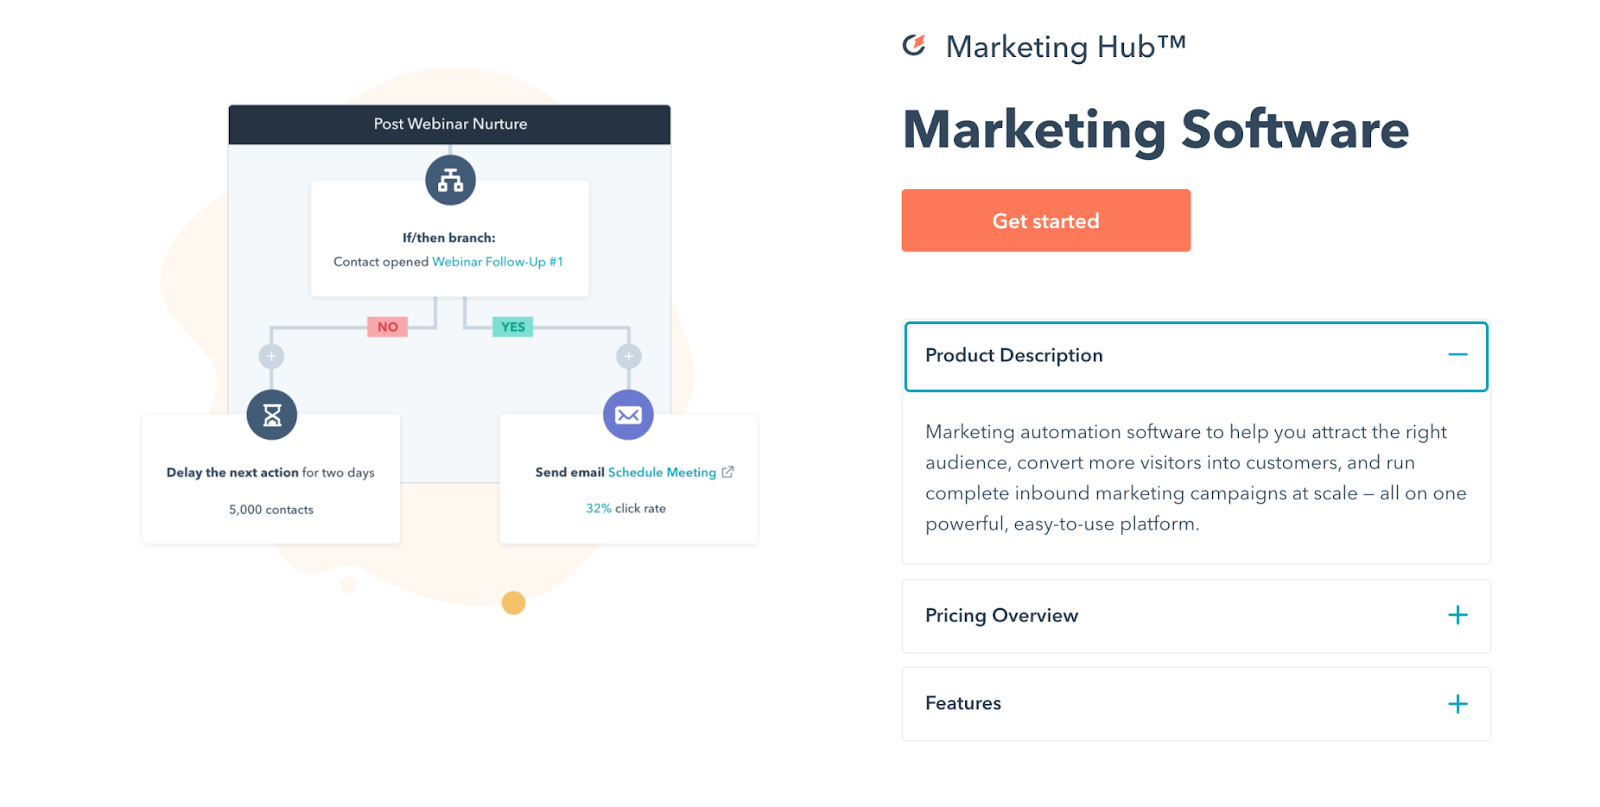 Post Webinar Nurture
If/then branch:
Contact opened Webinar Follow-Up #1
NO
YES
Delay the next action for two days
5,000 contacts
Send email Schedule Meeting
32% click rate
Marketing Hub™
Marketing Software
Get started
Product Description
Marketing automation software to help you attract the right
audience, convert more visitors into customers, and run
complete inbound marketing campaigns at scale – all on one
powerful, easy-to-use platform.
Pricing Overview
Features